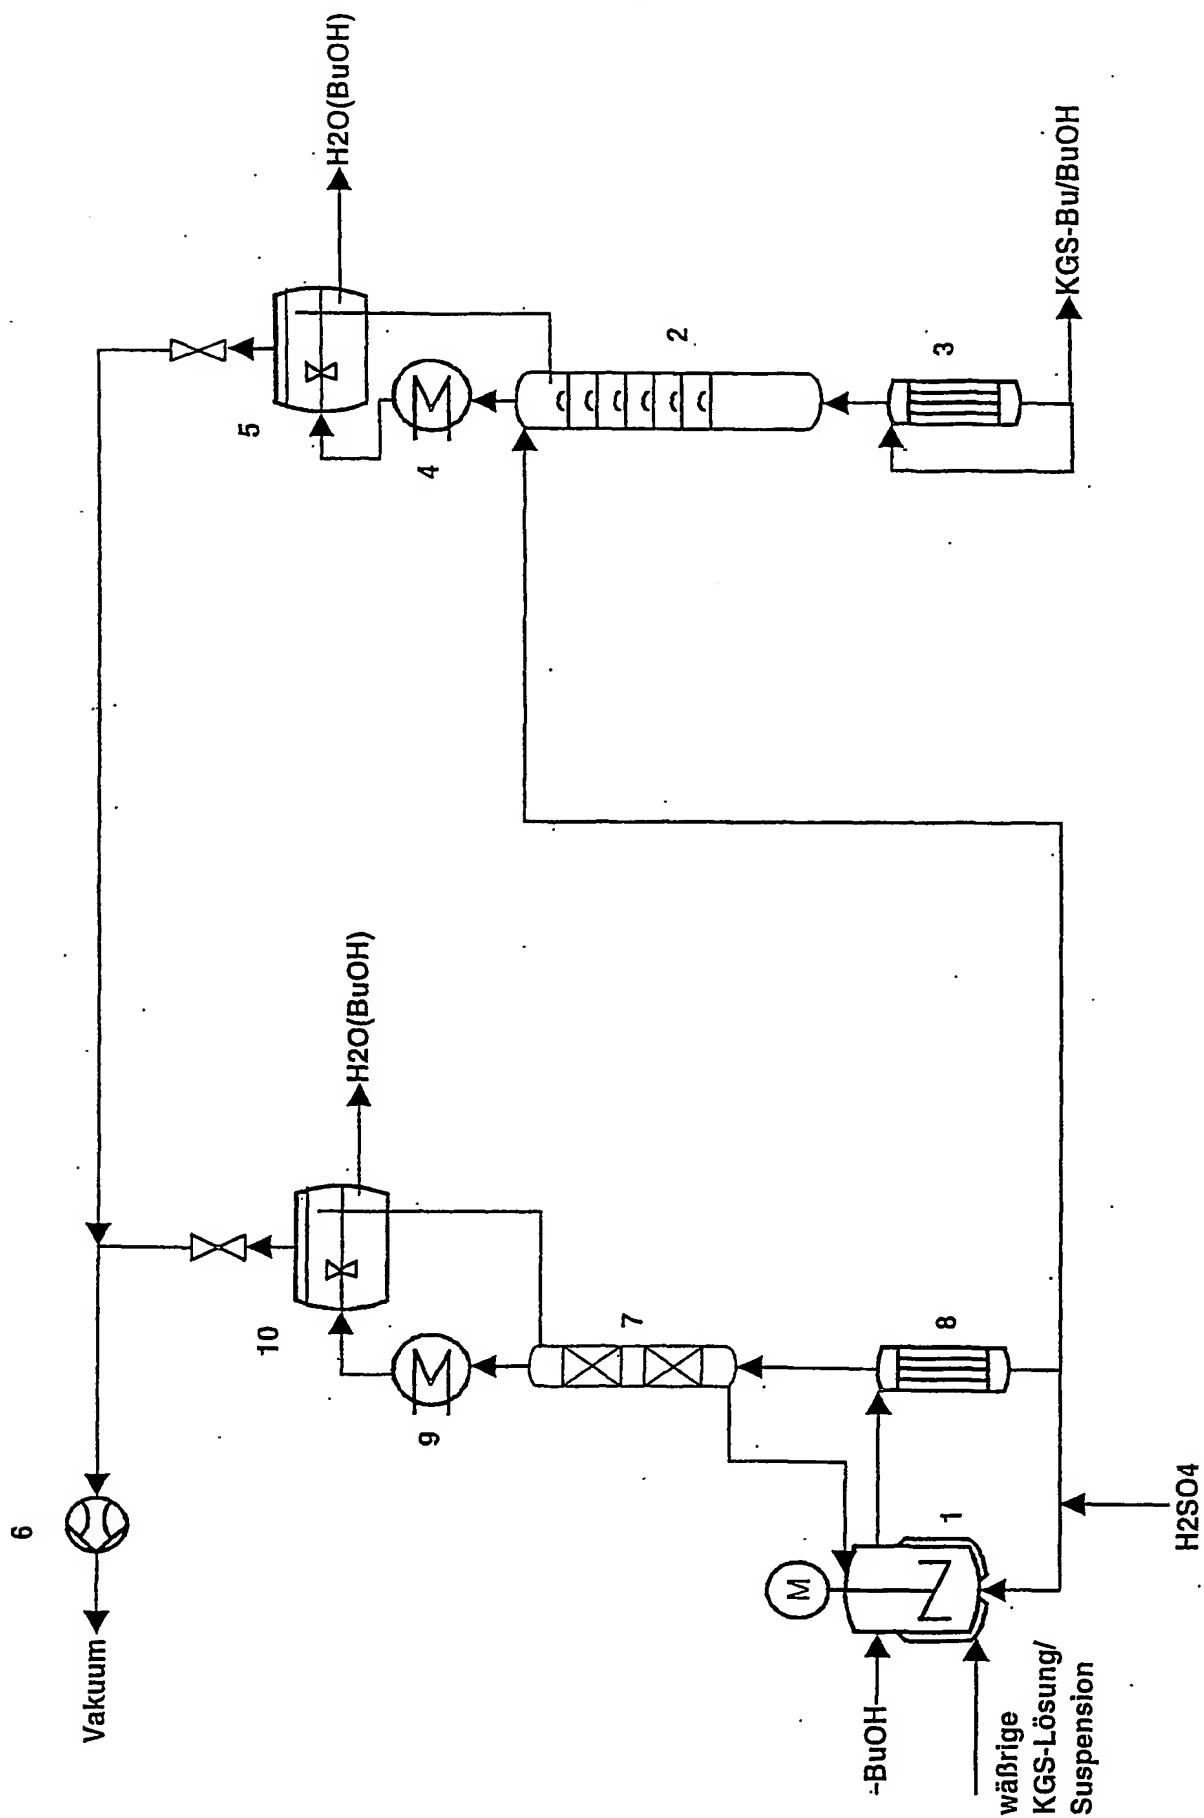 H2O(BuOH)
5
4
2
3
KGS-Bu/BuOH
H2O(BuOH)
10
9
7
8
6
Vakuum
M
1
-BuOH
wäßrige
KGS-Lösung/
Suspension
H2SO4